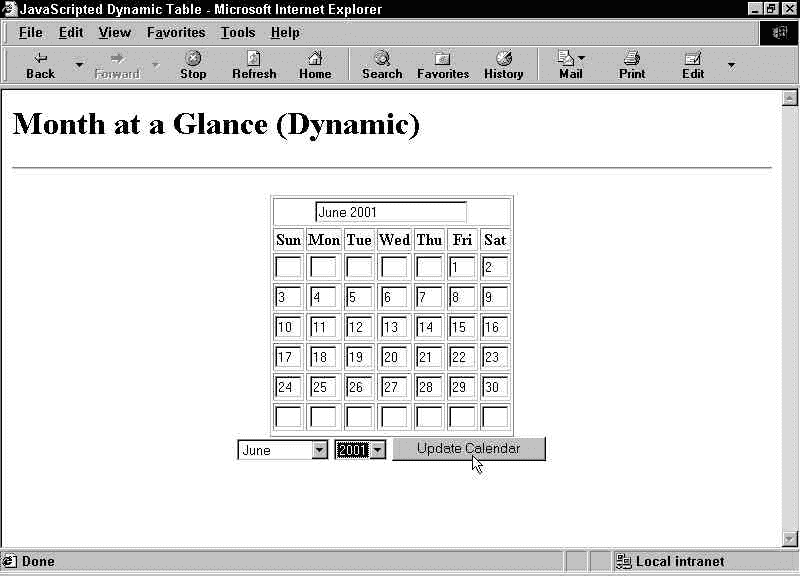 JavaScripted Dynamic Table - Microsoft Internet Explorer
File Edit View Favorites Tools Help
Back Forward Stop Refresh Home Search Favorites History Mail Print Edit
Month at a Glance (Dynamic)
June 2001
Sun Mon Tue Wed Thu Fri Sat
1 2
3 4 5 6 7 8 9
10 11 12 13 14 15 16
17 18 19 20 21 22 23
24 25 26 27 28 29 30
June 2001 Update Calendar
Done Local intranet